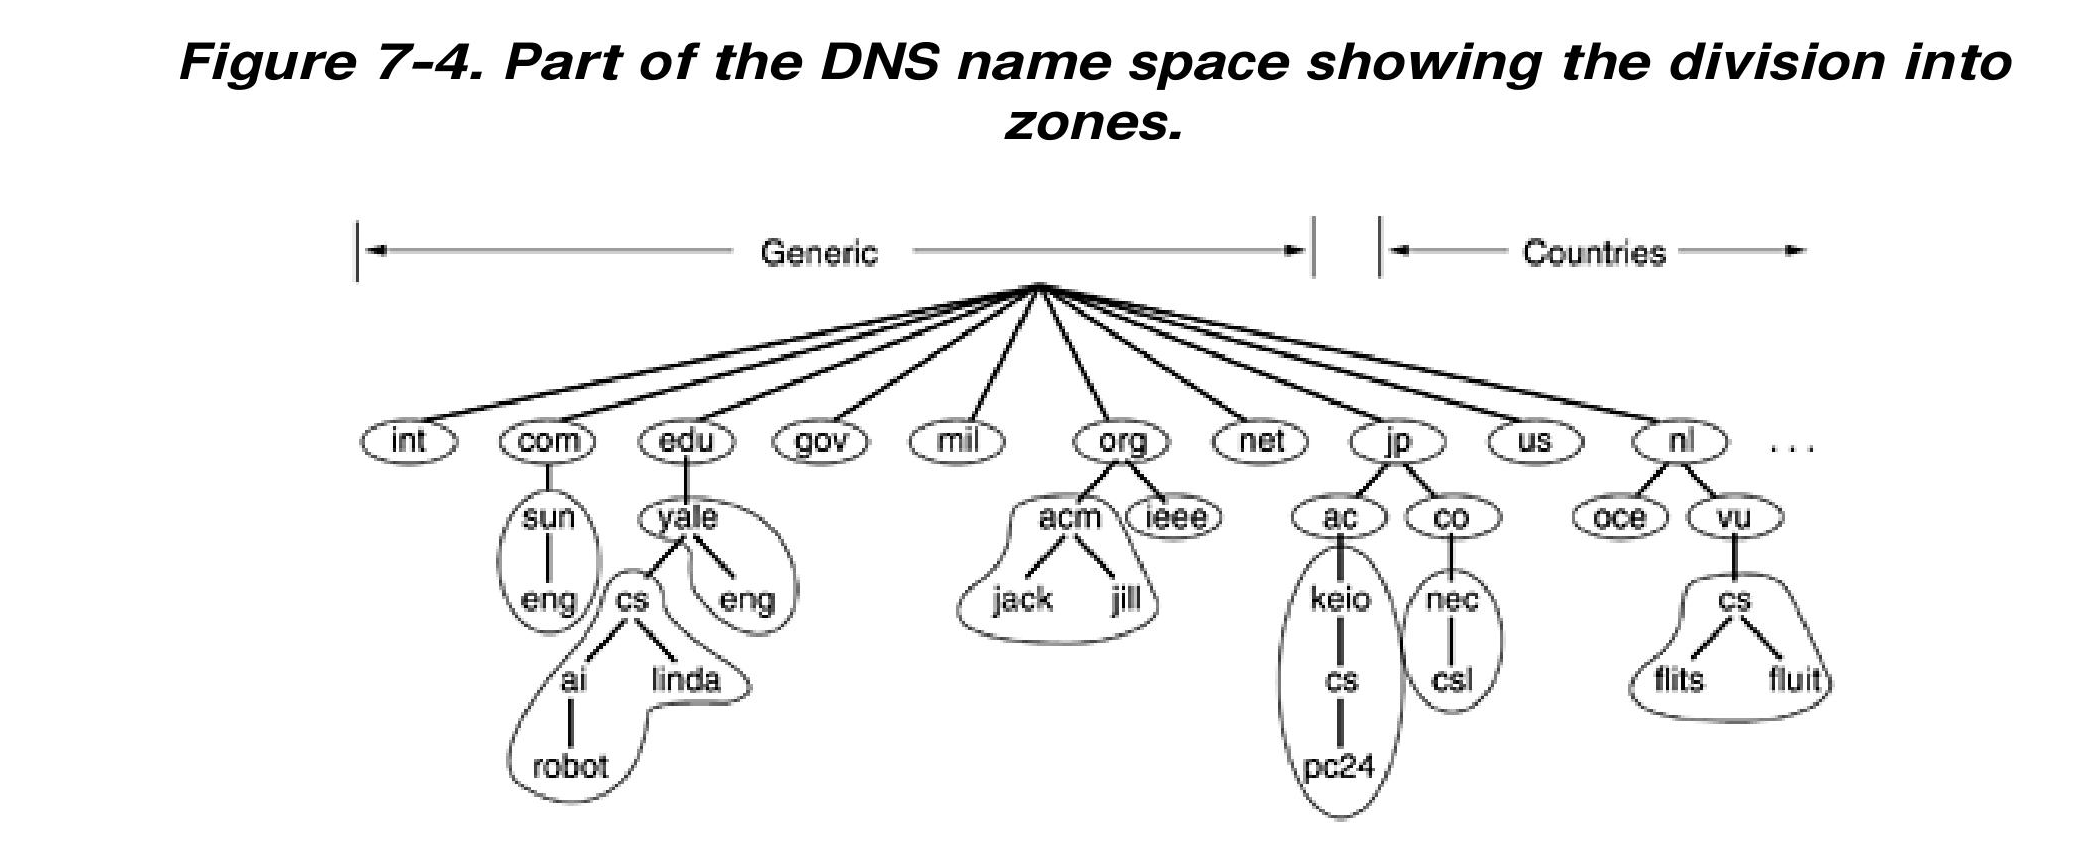 Figure 7-4. Part of the DNS name space showing the division into
zones.
Generic Countries
int com edu gov mil org net jp us nl . . .
sun yale acm ieee ac co oce vu
eng cs eng jack jill keio nec cs
ai linda cs csl flits fluit
robot pc24